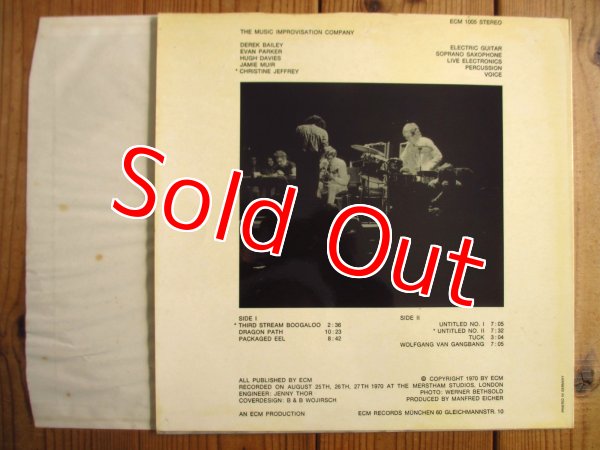 ECM 1005 STEREO
THE MUSIC IMPROVISATION COMPANY
DEREK BAILEY ELECTRIC GUITAR
EVAN PARKER SOPRANO SAXOPHONE
HUGH DAVIES LIVE ELECTRONICS
JAMIE MUIR PERCUSSION
* CHRISTINE JEFFREY VOICE
Sold Out
SIDE I
* THIRD STREAM BOOGALOO 2:36
DRAGON PATH 10:23
PACKAGED EEL 8:42
SIDE II
UNTITLED NO. I 7:05
* UNTITLED NO. II 7:32
TUCK 3:04
WOLFGANG VAN GANGBANG 7:05
ALL PUBLISHED BY ECM © COPYRIGHT 1970 BY ECM
RECORDED ON AUGUST 25TH, 26TH, 27TH 1970 AT THE MERSTHAM STUDIOS, LONDON
ENGINEER: JENNY THOR PHOTO: WERNER BETHSOLD
COVERDESIGN: B & B WOJIRSCH PRODUCED BY MANFRED EICHER
AN ECM PRODUCTION ECM RECORDS MÜNCHEN 60 GLEICHMANNSTR. 10
PRINTED IN GERMANY